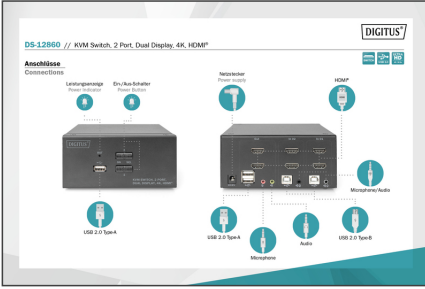 DIGITUS®
DS-12860 // KVM Switch, 2 Port, Dual Display, 4K, HDMI®
Anschlüsse
Connections
Leistungsanzeige
Power Indicator
Ein-/Aus-Schalter
Power Button
Netzstecker
Power supply
HDMI®
DIGITUS
USB 2.0 Type-A
USB 2.0 Type-A
Microphone
Audio
USB 2.0 Type-B
Microphone/Audio